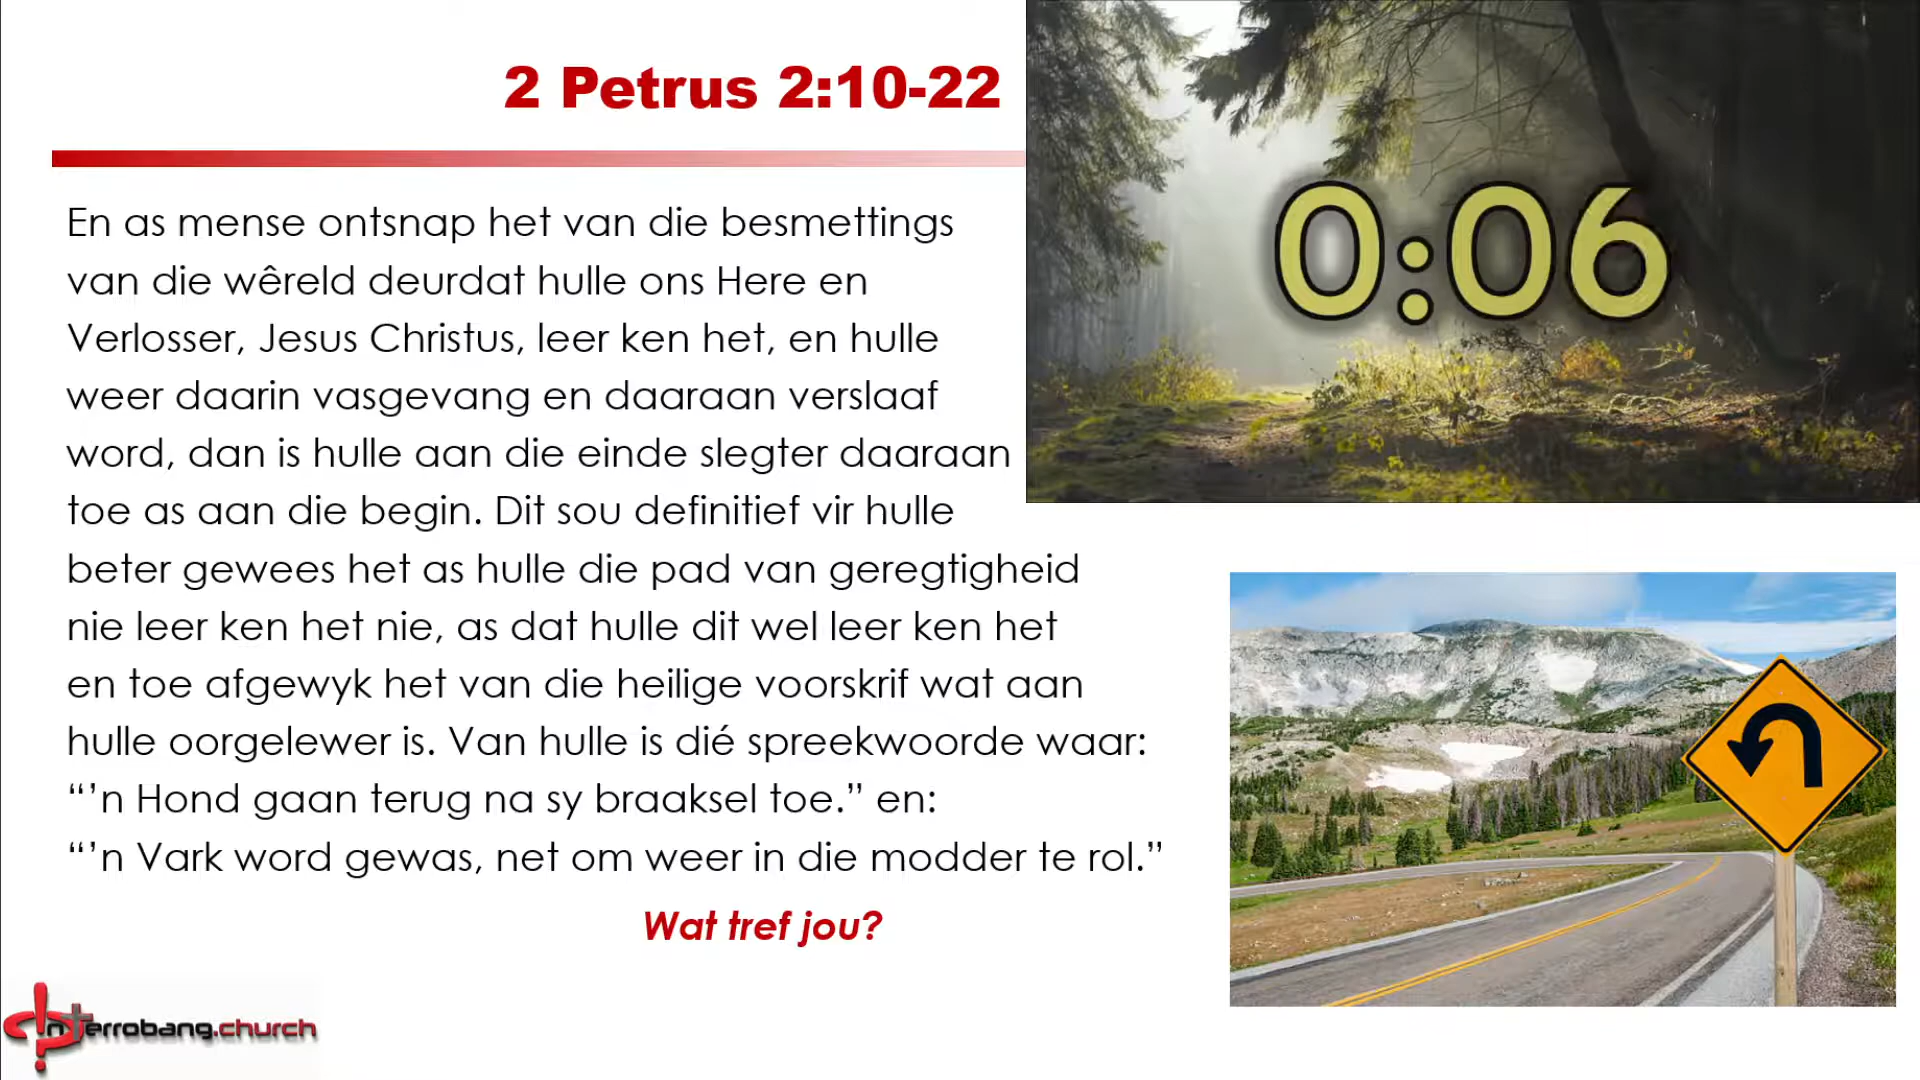 2 Petrus 2:10-22
0:06
En as mense ontsnap het van die besmettings
van die wêreld deurdat hulle ons Here en
Verlosser, Jesus Christus, leer ken het, en hulle
weer daarin vasgevang en daaraan verslaaf
word, dan is hulle aan die einde slegter daaraan
toe as aan die begin. Dit sou definitief vir hulle
beter gewees het as hulle die pad van geregtigheid
nie leer ken het nie, as dat hulle dit wel leer ken het
en toe afgewyk het van die heilige voorskrif wat aan
hulle oorgelewer is. Van hulle is dié spreekwoorde waar:
“’n Hond gaan terug na sy braaksel toe.” en:
“’n Vark word gewas, net om weer in die modder te rol.”
Wat tref jou?
Interrobang.church